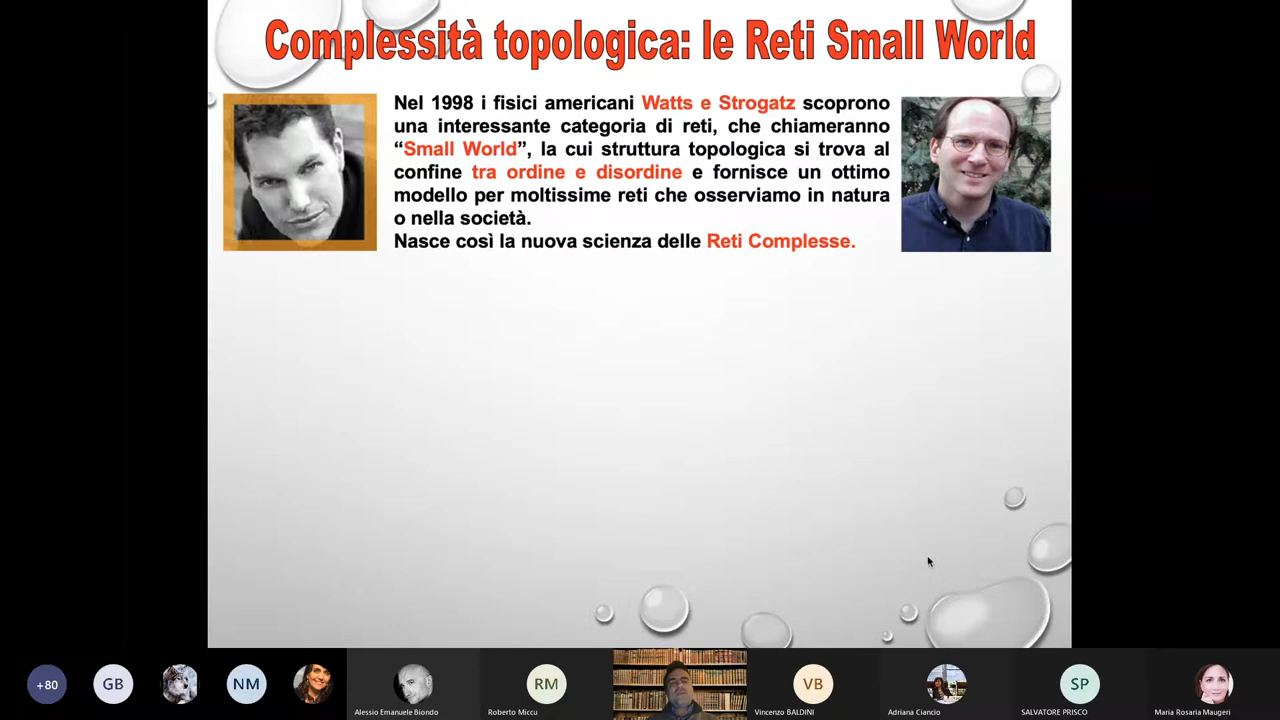 Complessità topologica: le Reti Small World
Nel 1998 i fisici americani Watts e Strogatz scoprono
una interessante categoria di reti, che chiameranno
“Small World”, la cui struttura topologica si trova al
confine tra ordine e disordine e fornisce un ottimo
modello per moltissime reti che osserviamo in natura
o nella società.
Nasce così la nuova scienza delle Reti Complesse.
+80
GB
NM
Alessio Emanuele Biondo
RM
Roberto Miccu
VB
Vincenzo BALDINI
Adriana Ciancio
SP
SALVATORE PRISCO
Maria Rosaria Maugeri